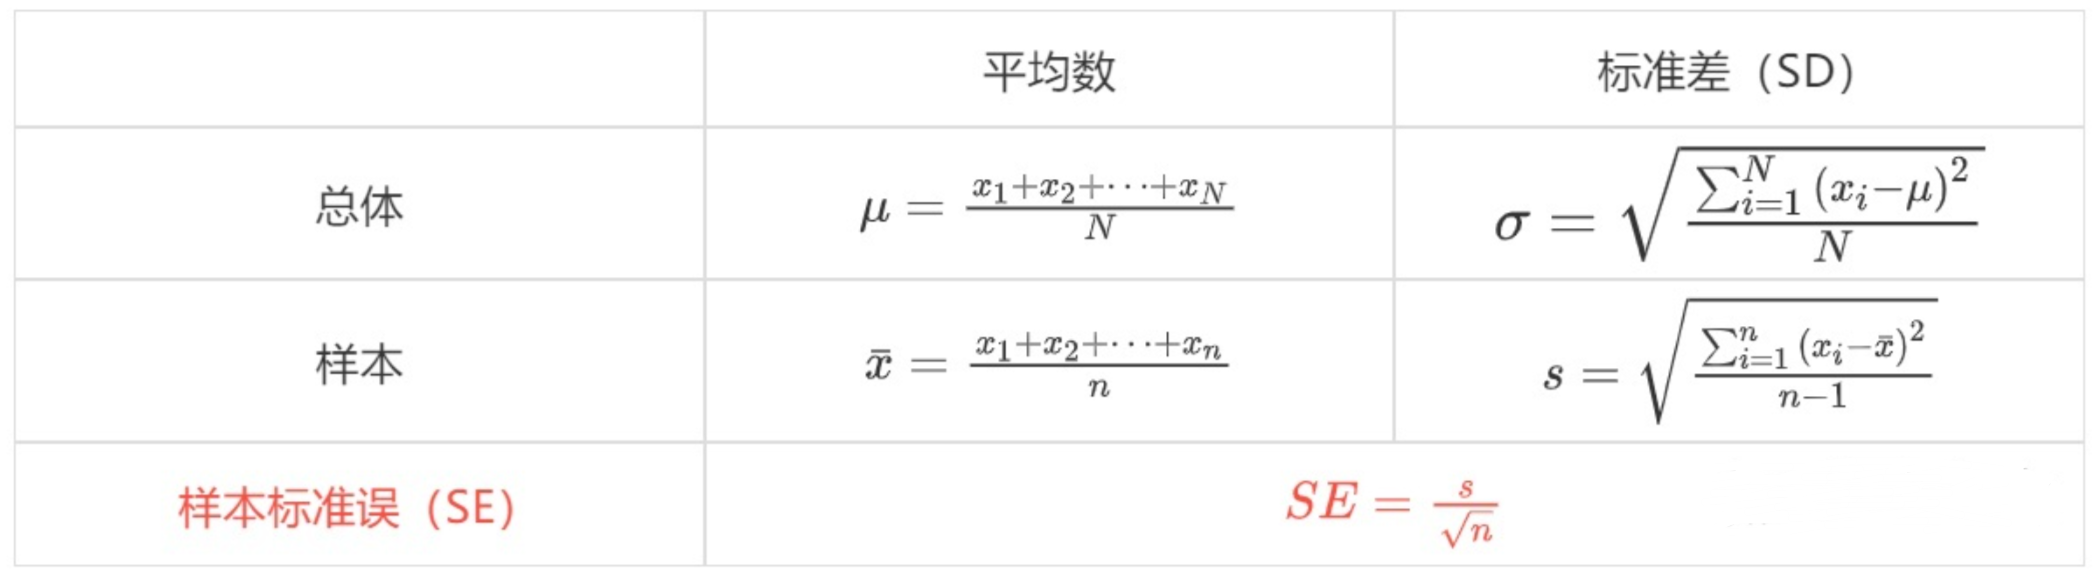 平均数 标准差（SD）
总体 $\mu = \frac{x_1+x_2+\cdots+x_N}{N}$ $\sigma = \sqrt{\frac{\sum_{i=1}^{N}(x_i-\mu)^2}{N}}$
样本 $\bar{x} = \frac{x_1+x_2+\cdots+x_n}{n}$ $s = \sqrt{\frac{\sum_{i=1}^{n}(x_i-\bar{x})^2}{n-1}}$
样本标准误（SE） $SE = \frac{s}{\sqrt{n}}$